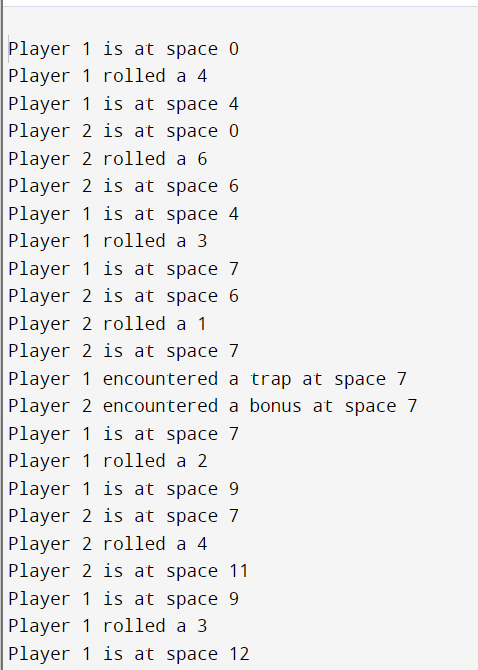 Player 1 is at space 0
Player 1 rolled a 4
Player 1 is at space 4
Player 2 is at space 0
Player 2 rolled a 6
Player 2 is at space 6
Player 1 is at space 4
Player 1 rolled a 3
Player 1 is at space 7
Player 2 is at space 6
Player 2 rolled a 1
Player 2 is at space 7
Player 1 encountered a trap at space 7
Player 2 encountered a bonus at space 7
Player 1 is at space 7
Player 1 rolled a 2
Player 1 is at space 9
Player 2 is at space 7
Player 2 rolled a 4
Player 2 is at space 11
Player 1 is at space 9
Player 1 rolled a 3
Player 1 is at space 12